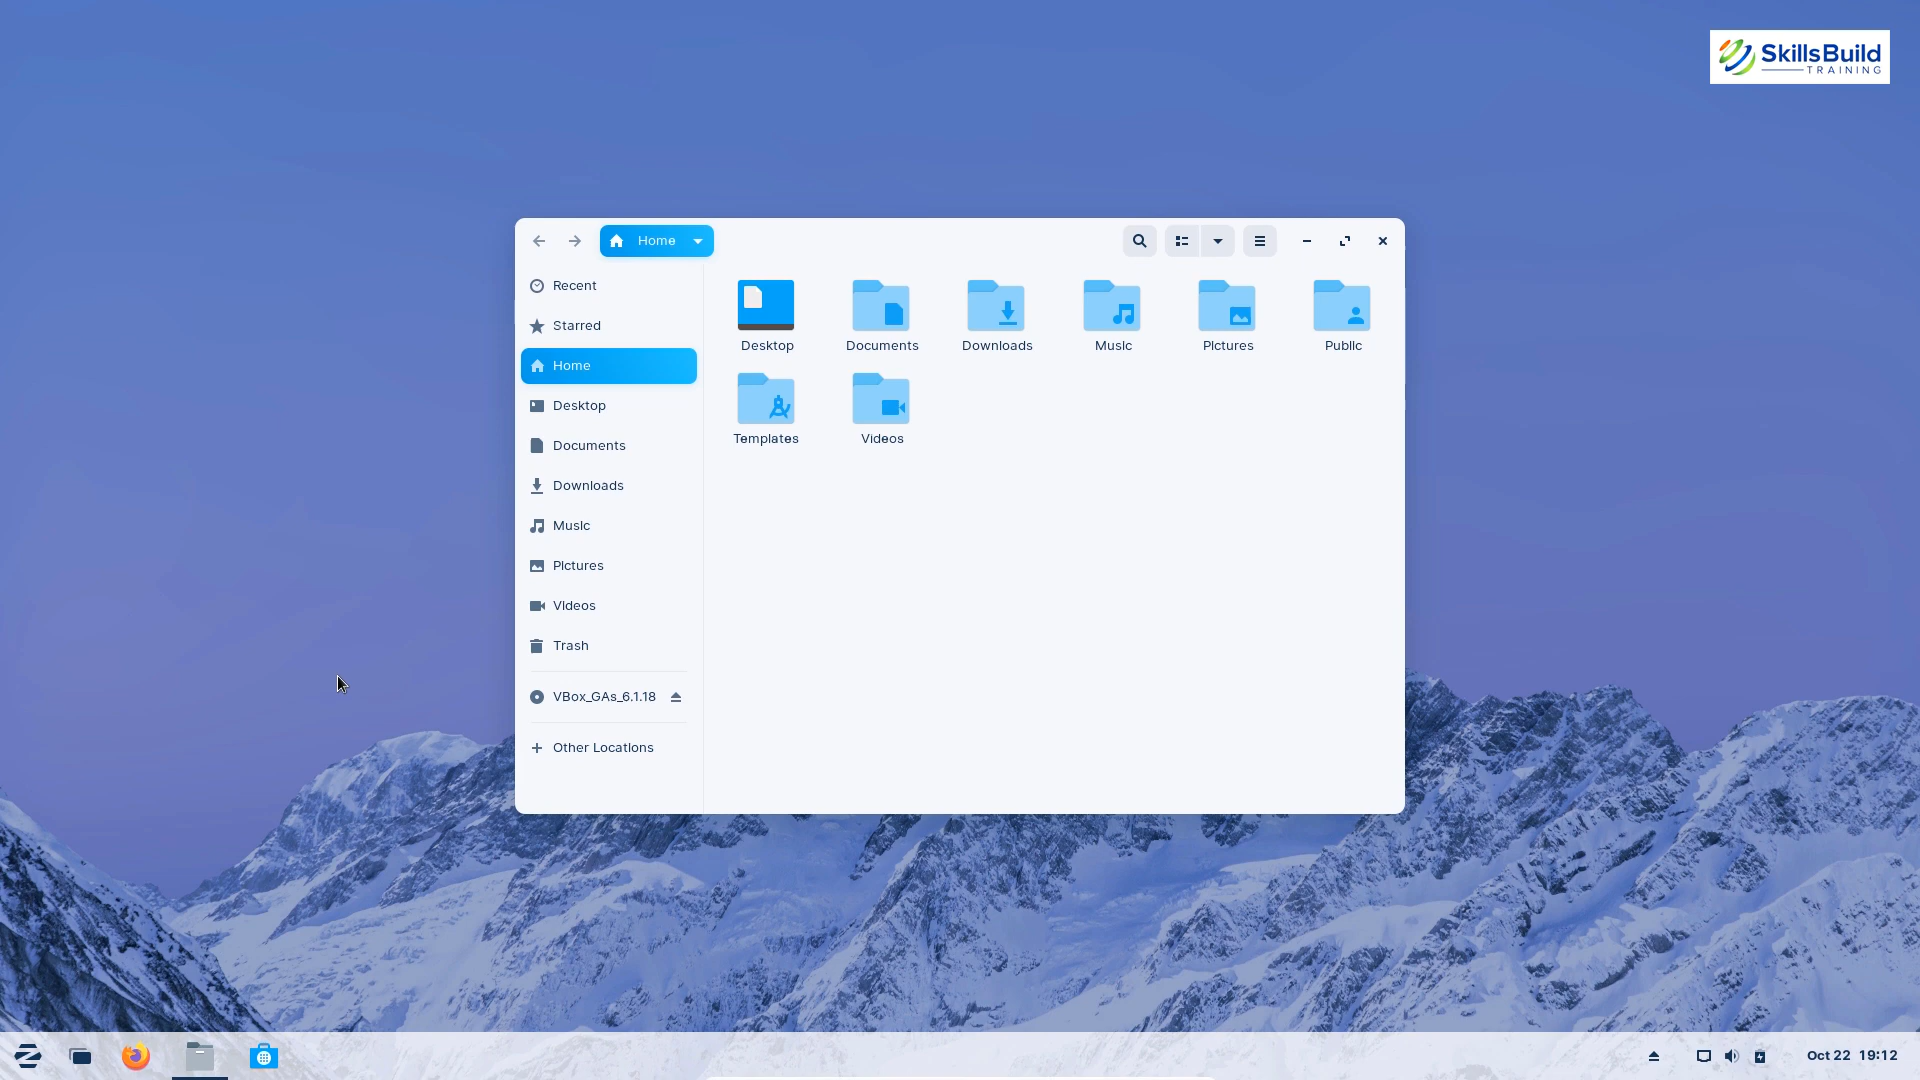 SkillsBuild
TRAINING
Home
Recent
Starred
Home
Desktop
Documents
Downloads
Music
Pictures
Videos
Trash
VBox_GAs_6.1.18
Other Locations
Desktop
Documents
Downloads
Music
Pictures
Public
Templates
Videos
Oct 22 19:12